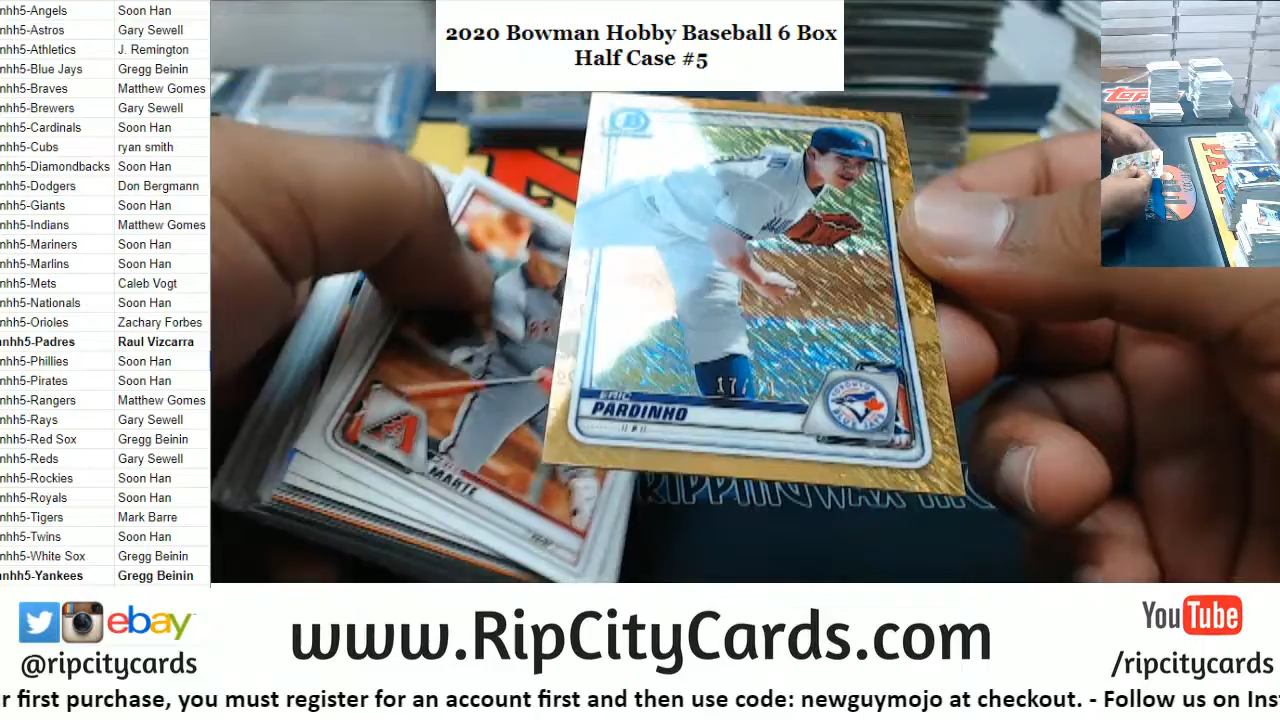 2020 Bowman Hobby Baseball 6 Box
Half Case #5
nhh5-Angels Soon Han
nhh5-Astros Gary Sewell
nhh5-Athletics J. Remington
nhh5-Blue Jays Gregg Beinin
nhh5-Braves Matthew Gomes
nhh5-Brewers Gary Sewell
nhh5-Cardinals Soon Han
nhh5-Cubs ryan smith
nhh5-Diamondbacks Soon Han
nhh5-Dodgers Don Bergmann
nhh5-Giants Soon Han
nhh5-Indians Matthew Gomes
nhh5-Mariners Soon Han
nhh5-Marlins Soon Han
nhh5-Mets Caleb Vogt
nhh5-Nationals Soon Han
nhh5-Orioles Zachary Forbes
nhh5-Padres Raul Vizcarra
nhh5-Phillies Soon Han
nhh5-Pirates Soon Han
nhh5-Rangers Matthew Gomes
nhh5-Rays Gary Sewell
nhh5-Red Sox Gregg Beinin
nhh5-Reds Gary Sewell
nhh5-Rockies Soon Han
nhh5-Royals Soon Han
nhh5-Tigers Mark Barre
nhh5-Twins Soon Han
nhh5-White Sox Gregg Beinin
nhh5-Yankees Gregg Beinin
B
ERIC
PARDINHO
MARTE
TOPPS
RIPPINGWAX
ebay
@ripcitycards
www.RipCityCards.com
YouTube
/ripcitycards
r first purchase, you must register for an account first and then use code: newguymojo at checkout. - Follow us on Ins